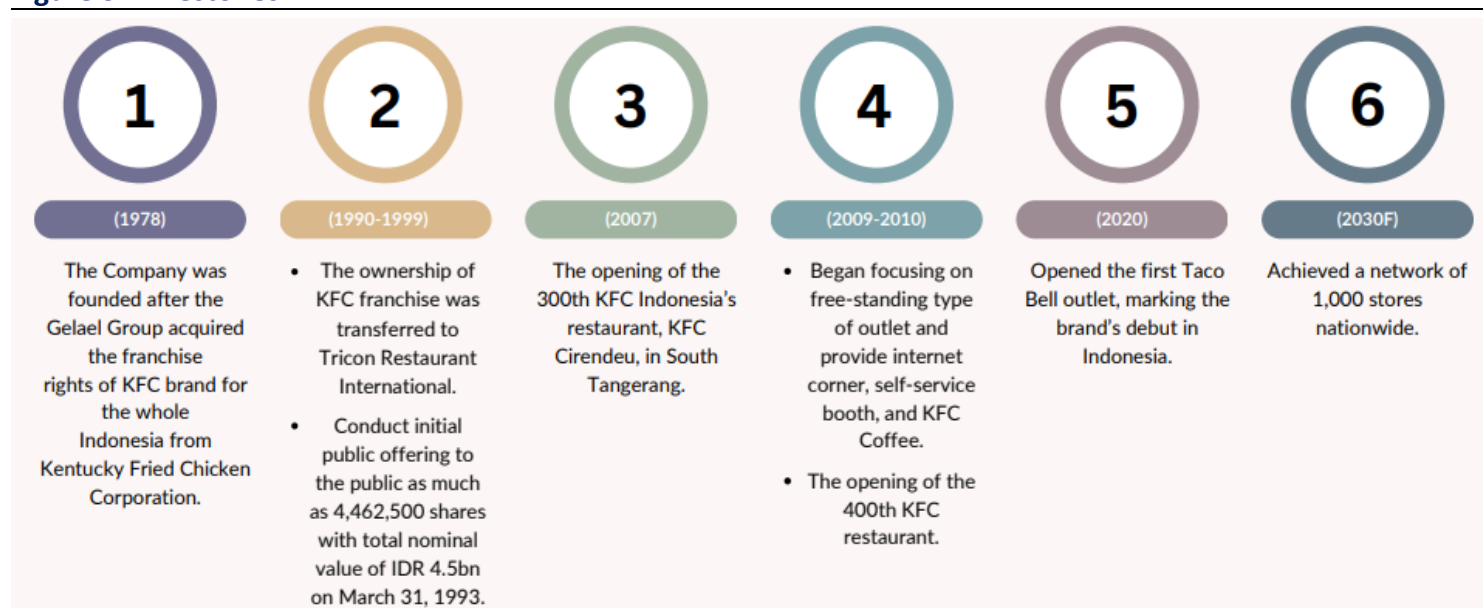 1
(1978)
The Company was
founded after the
Gelael Group acquired
the franchise
rights of KFC brand for
the whole
Indonesia from
Kentucky Fried Chicken
Corporation.
2
(1990-1999)
• The ownership of
KFC franchise was
transferred to
Tricon Restaurant
International.
• Conduct initial
public offering to
the public as much
as 4,462,500 shares
with total nominal
value of IDR 4.5bn
on March 31, 1993.
3
(2007)
The opening of the
300th KFC Indonesia's
restaurant, KFC
Cirendeu, in South
Tangerang.
4
(2009-2010)
• Began focusing on
free-standing type
of outlet and
provide internet
corner, self-service
booth, and KFC
Coffee.
• The opening of the
400th KFC
restaurant.
5
(2020)
Opened the first Taco
Bell outlet, marking the
brand's debut in
Indonesia.
6
(2030F)
Achieved a network of
1,000 stores
nationwide.